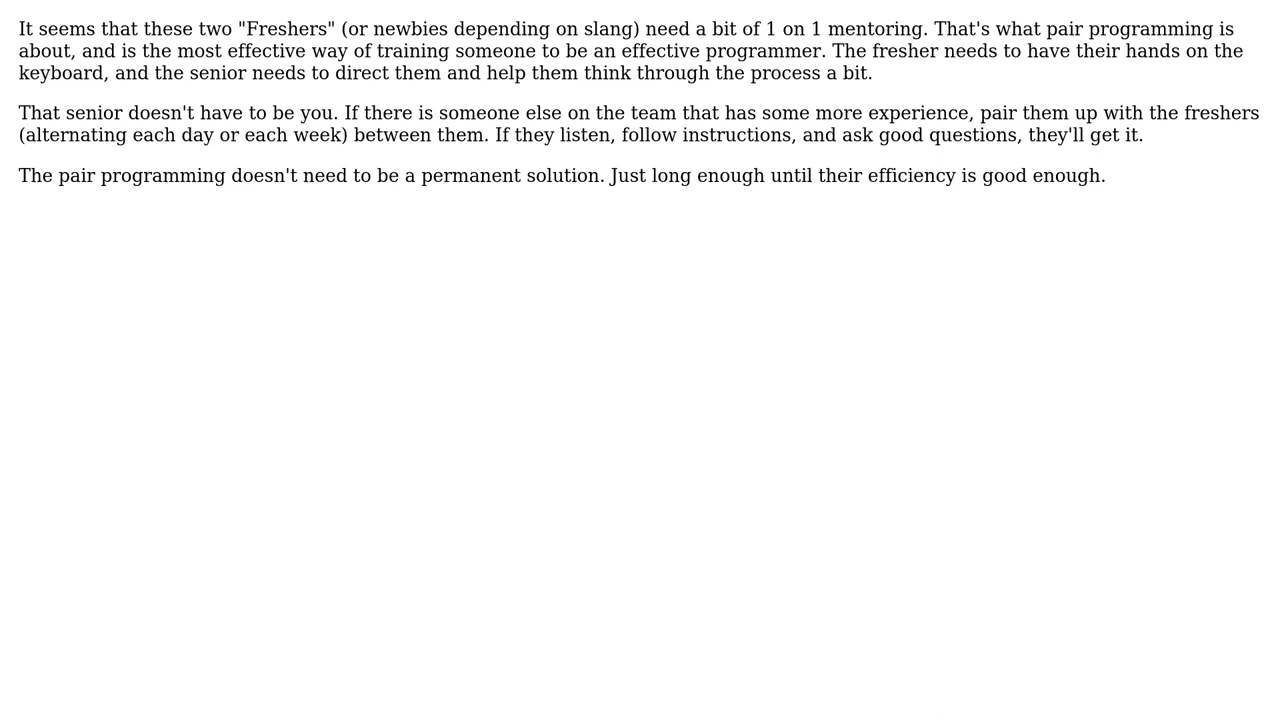 It seems that these two "Freshers" (or newbies depending on slang) need a bit of 1 on 1 mentoring. That's what pair programming is
about, and is the most effective way of training someone to be an effective programmer. The fresher needs to have their hands on the
keyboard, and the senior needs to direct them and help them think through the process a bit.
That senior doesn't have to be you. If there is someone else on the team that has some more experience, pair them up with the freshers
(alternating each day or each week) between them. If they listen, follow instructions, and ask good questions, they'll get it.
The pair programming doesn't need to be a permanent solution. Just long enough until their efficiency is good enough.